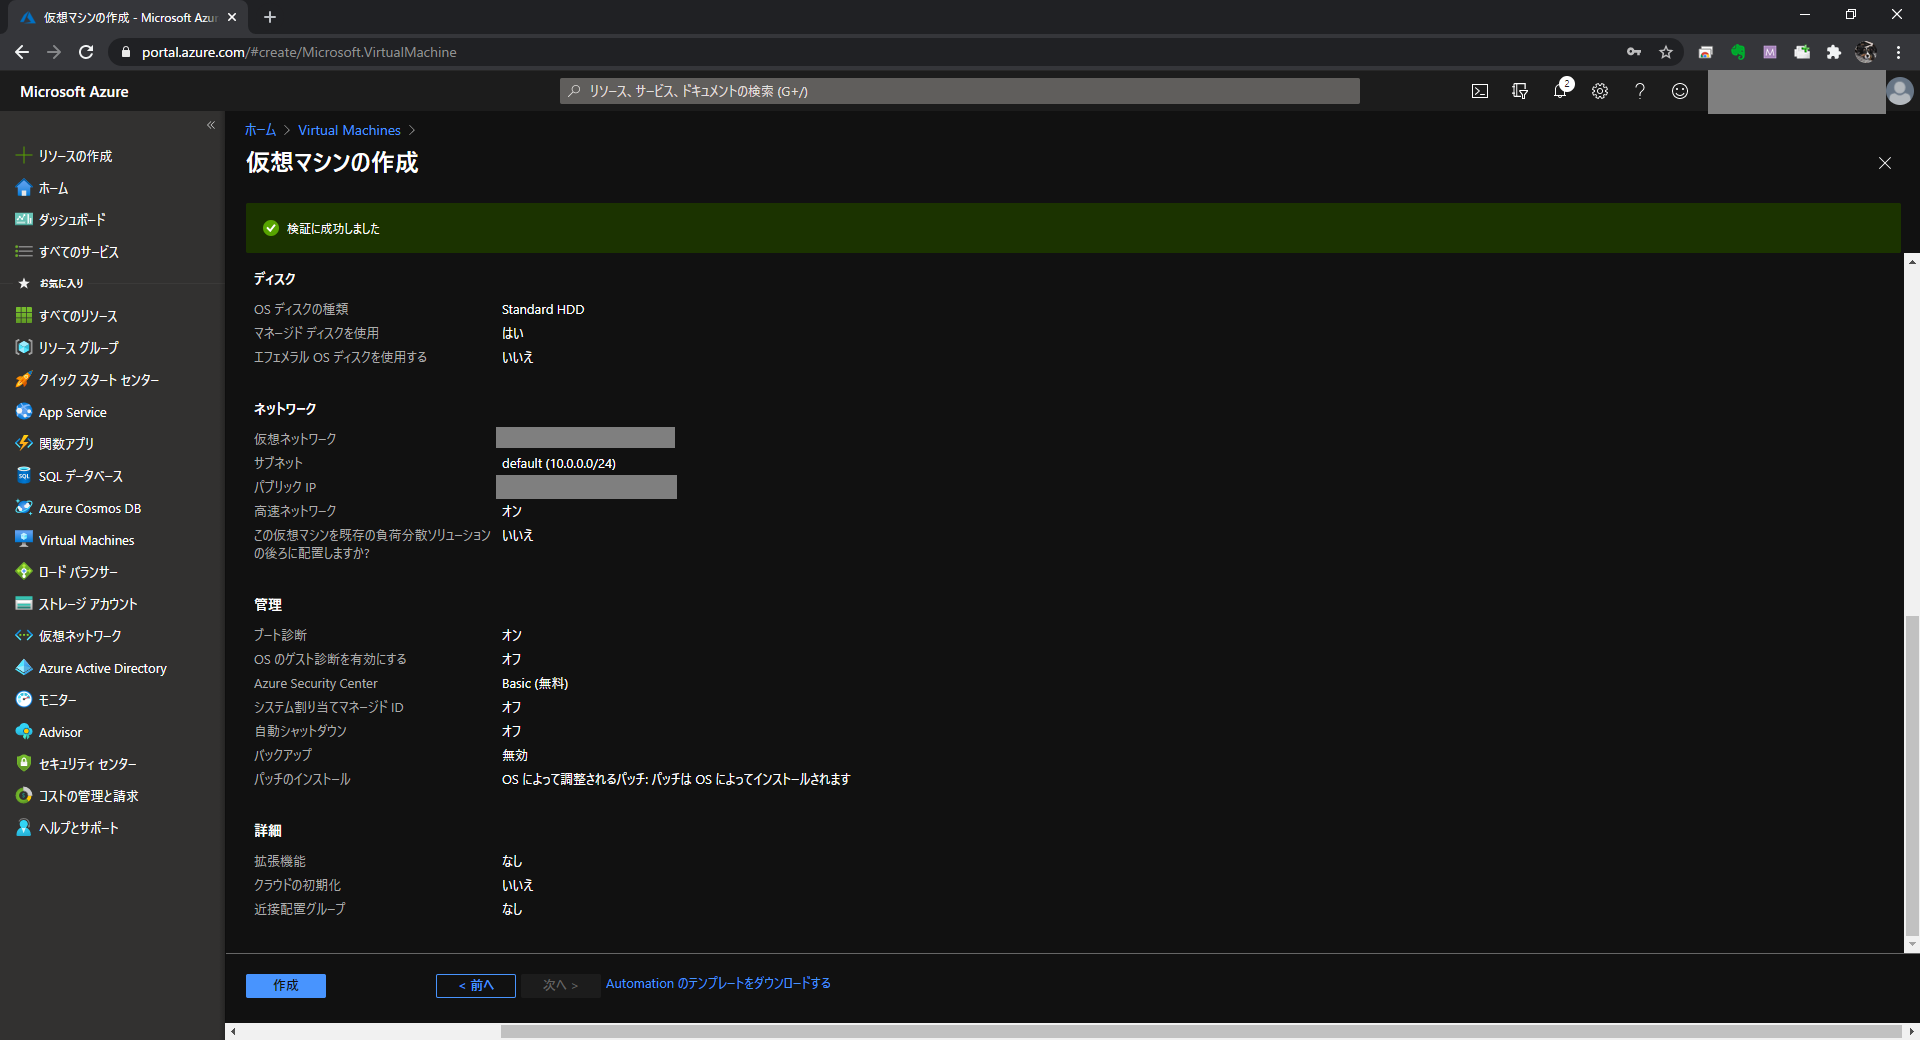 仮想マシンの作成 - Microsoft Azur
portal.azure.com/#create/Microsoft.VirtualMachine
Microsoft Azure
リソース、サービス、ドキュメントの検索 (G+/)
2
ホーム > Virtual Machines >
仮想マシンの作成
リソースの作成
ホーム
ダッシュボード
すべてのサービス
お気に入り
すべてのリソース
リソース グループ
クイック スタート センター
App Service
関数アプリ
SQL データベース
Azure Cosmos DB
Virtual Machines
ロード バランサー
ストレージ アカウント
仮想ネットワーク
Azure Active Directory
モニター
Advisor
セキュリティ センター
コストの管理と請求
ヘルプとサポート
検証に成功しました
ディスク
OS ディスクの種類 Standard HDD
マネージド ディスクを使用 はい
エフェメラル OS ディスクを使用する いいえ
ネットワーク
仮想ネットワーク
サブネット default (10.0.0.0/24)
パブリック IP
高速ネットワーク オン
この仮想マシンを既存の負荷分散ソリューション いいえ
の後ろに配置しますか?
管理
ブート診断 オン
OS のゲスト診断を有効にする オフ
Azure Security Center Basic (無料)
システム割り当てマネージド ID オフ
自動シャットダウン オフ
バックアップ 無効
パッチのインストール OS によって調整されるパッチ: パッチは OS によってインストールされます
詳細
拡張機能 なし
クラウドの初期化 いいえ
近接配置グループ なし
作成 < 前へ 次へ > Automation のテンプレートをダウンロードする